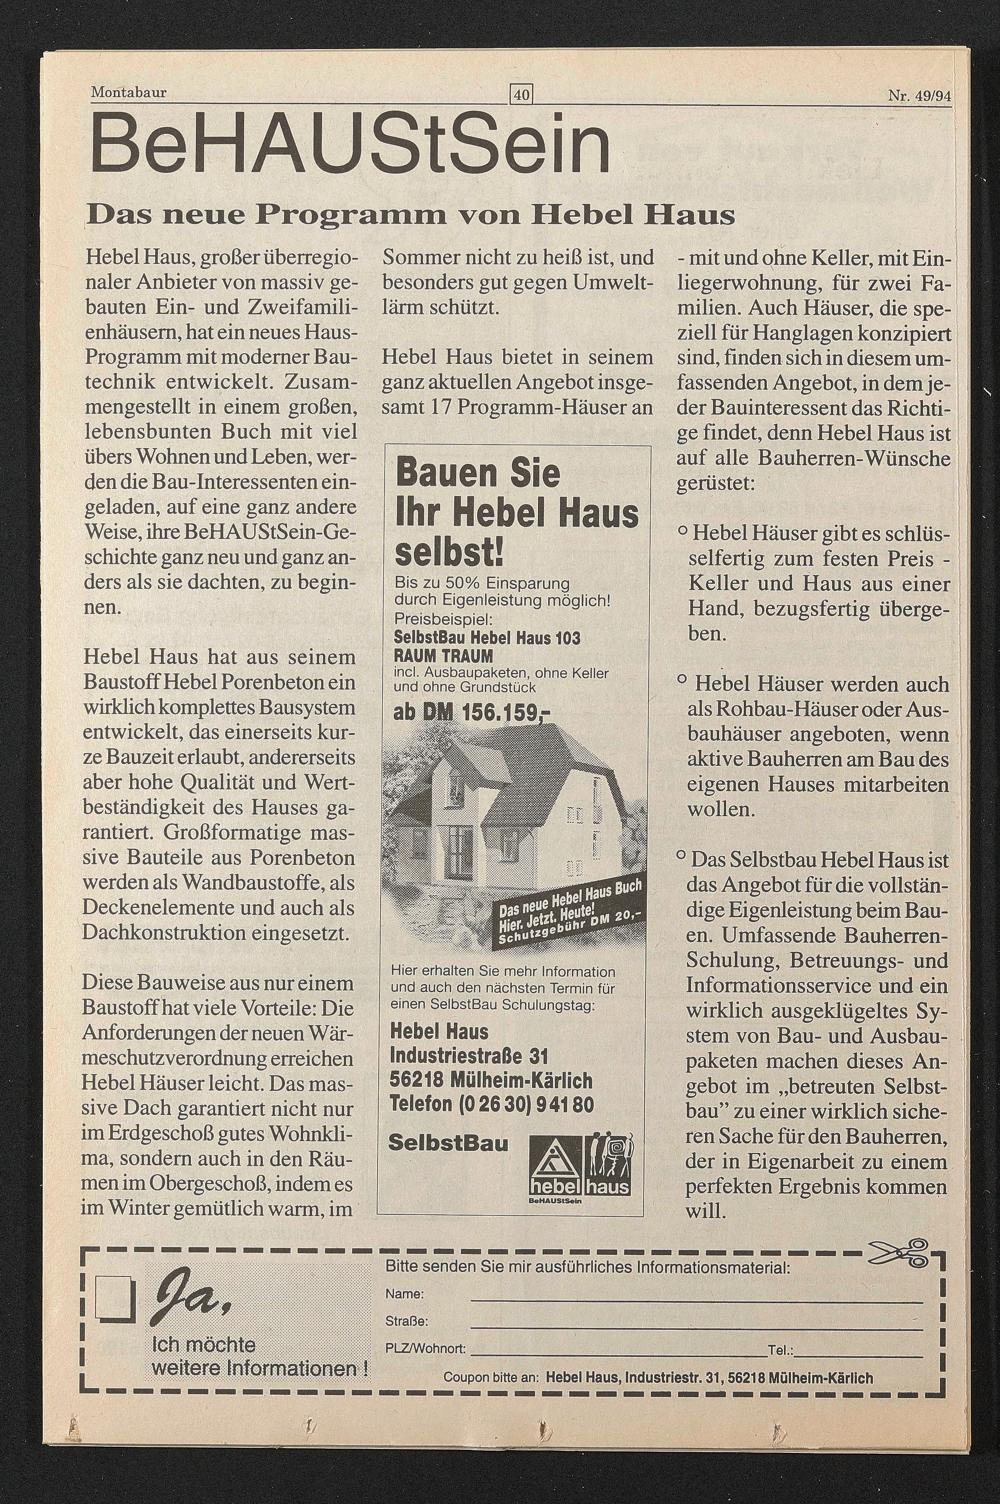 Montabaur
40
Nr. 49/94
BeHAUStSein
Das neue Programm von Hebel Haus
Hebel Haus, großer überregio-
naler Anbieter von massiv ge-
bauten Ein- und Zweifamili-
enhäusern, hat ein neues Haus-
Programm mit moderner Bau-
technik entwickelt. Zusam-
mengestellt in einem großen,
lebensbunten Buch mit viel
übers Wohnen und Leben, wer-
den die Bau-Interessenten ein-
geladen, auf eine ganz andere
Weise, ihre BeHAUStSein-Ge-
schichte ganz neu und ganz an-
ders als sie dachten, zu begin-
nen.
Hebel Haus hat aus seinem
Baustoff Hebel Porenbeton ein
wirklich komplettes Bausystem
entwickelt, das einerseits kur-
ze Bauzeit erlaubt, andererseits
aber hohe Qualität und Wert-
beständigkeit des Hauses ga-
rantiert. Großformatige mas-
sive Bauteile aus Porenbeton
werden als Wandbaustoffe, als
Deckenelemente und auch als
Dachkonstruktion eingesetzt.
Diese Bauweise aus nur einem
Baustoff hat viele Vorteile: Die
Anforderungen der neuen Wär-
meschutzverordnung erreichen
Hebel Häuser leicht. Das mas-
sive Dach garantiert nicht nur
im Erdgeschoß gutes Wohnkli-
ma, sondern auch in den Räu-
men im Obergeschoß, indem es
im Winter gemütlich warm, im
Sommer nicht zu heiß ist, und
besonders gut gegen Umwelt-
lärm schützt.
Hebel Haus bietet in seinem
ganz aktuellen Angebot insge-
samt 17 Programm-Häuser an
Bauen Sie
Ihr Hebel Haus
selbst!
Bis zu 50% Einsparung
durch Eigenleistung möglich!
Preisbeispiel:
SelbstBau Hebel Haus 103
RAUM TRAUM
incl. Ausbaupaketen, ohne Keller
und ohne Grundstück
ab DM 156.159,-
Das neue Hebel Haus Buch
Hier. Jetzt. Heute!
Schutzgebühr DM 20,-
Hier erhalten Sie mehr Information
und auch den nächsten Termin für
einen SelbstBau Schulungstag:
Hebel Haus
Industriestraße 31
56218 Mülheim-Kärlich
Telefon (0 26 30) 9 41 80
SelbstBau
hebel haus
BeHAUStSein
- mit und ohne Keller, mit Ein-
liegerwohnung, für zwei Fa-
milien. Auch Häuser, die spe-
ziell für Hanglagen konzipiert
sind, finden sich in diesem um-
fassenden Angebot, in dem je-
der Bauinteressent das Richti-
ge findet, denn Hebel Haus ist
auf alle Bauherren-Wünsche
gerüstet:
° Hebel Häuser gibt es schlüs-
selfertig zum festen Preis -
Keller und Haus aus einer
Hand, bezugsfertig überge-
ben.
° Hebel Häuser werden auch
als Rohbau-Häuser oder Aus-
bauhäuser angeboten, wenn
aktive Bauherren am Bau des
eigenen Hauses mitarbeiten
wollen.
° Das Selbstbau Hebel Haus ist
das Angebot für die vollstän-
dige Eigenleistung beim Bau-
en. Umfassende Bauherren-
Schulung, Betreuungs- und
Informationsservice und ein
wirklich ausgeklügeltes Sy-
stem von Bau- und Ausbau-
paketen machen dieses An-
gebot im „betreuten Selbst-
bau” zu einer wirklich siche-
ren Sache für den Bauherren,
der in Eigenarbeit zu einem
perfekten Ergebnis kommen
will.
Ja,
Ich möchte
weitere Informationen !
Bitte senden Sie mir ausführliches Informationsmaterial:
Name:
Straße:
PLZ/Wohnort: Tel.:
Coupon bitte an: Hebel Haus, Industriestr. 31, 56218 Mülheim-Kärlich